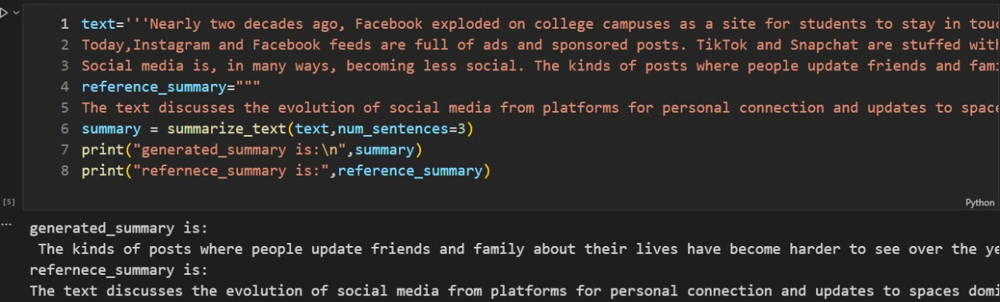 1 text='''Nearly two decades ago, Facebook exploded on college campuses as a site for students to stay in
2 Today,Instagram and Facebook feeds are full of ads and sponsored posts. TikTok and Snapchat are stuffed with
3 Social media is, in many ways, becoming less social. The kinds of posts where people update friends and
4 reference_summary="""
5 The text discusses the evolution of social media from platforms for personal connection and updates to
6 summary = summarize_text(text,num_sentences=3)
7 print("generated_summary is:\n",summary)
8 print("refernece_summary is:",reference_summary)
[5]
Python
...
generated_summary is:
The kinds of posts where people update friends and family about their lives have become harder to see over the
refernece_summary is:
The text discusses the evolution of social media from platforms for personal connection and updates to spaces